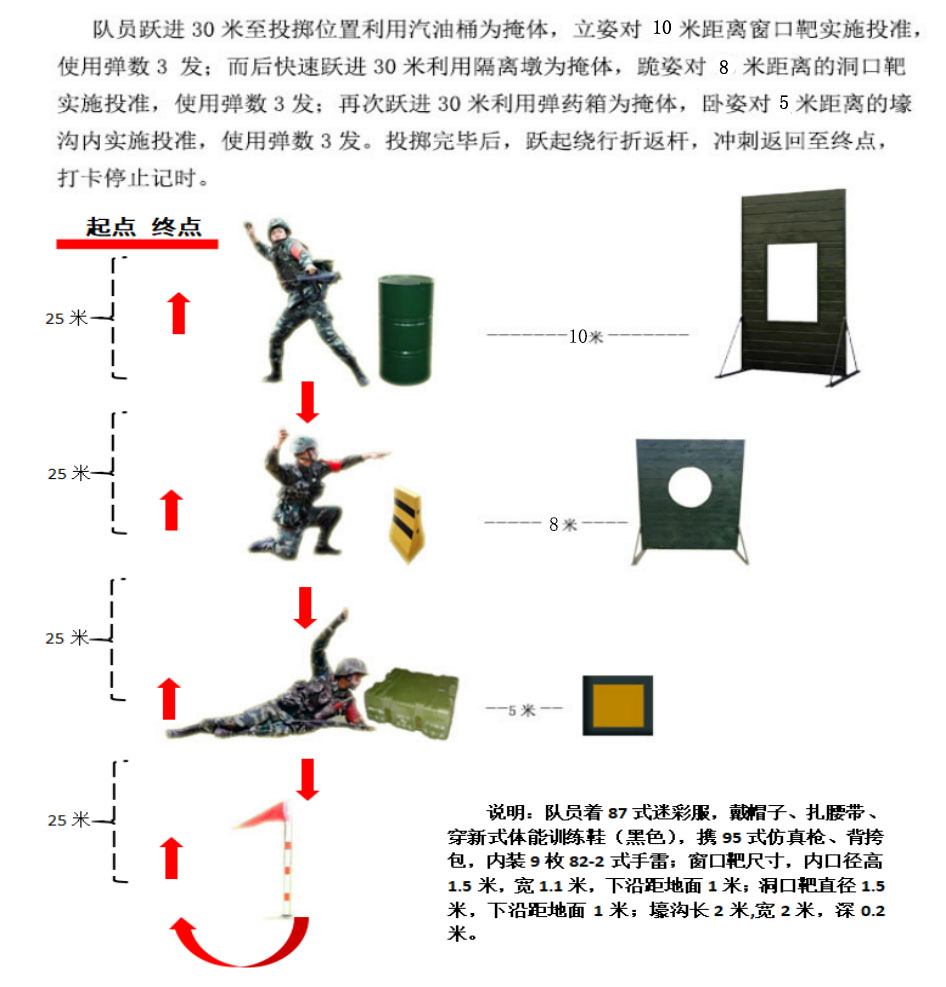 队员跃进 30 米至投掷位置利用汽油桶为掩体，立姿对 10 米距离窗口靶实施投准，
使用弹数 3 发；而后快速跃进 30 米利用隔离墩为掩体，跪姿对 8 米距离的洞口靶
实施投准，使用弹数 3 发；再次跃进 30 米利用弹药箱为掩体，卧姿对 5 米距离的壕
沟内实施投准，使用弹数 3 发。投掷完毕后，跃起绕行折返杆，冲刺返回至终点，
打卡停止记时。
起点 终点
25 米
10米
25 米
8 米
25 米
5 米
25 米
说明：队员着 87 式迷彩服，戴帽子、扎腰带、
穿新式体能训练鞋（黑色），携 95 式仿真枪、背挎
包，内装 9 枚 82-2 式手雷；窗口靶尺寸，内口径高
1.5 米，宽 1.1 米，下沿距地面 1 米；洞口靶直径 1.5
米，下沿距地面 1 米；壕沟长 2 米,宽 2 米，深 0.2
米。